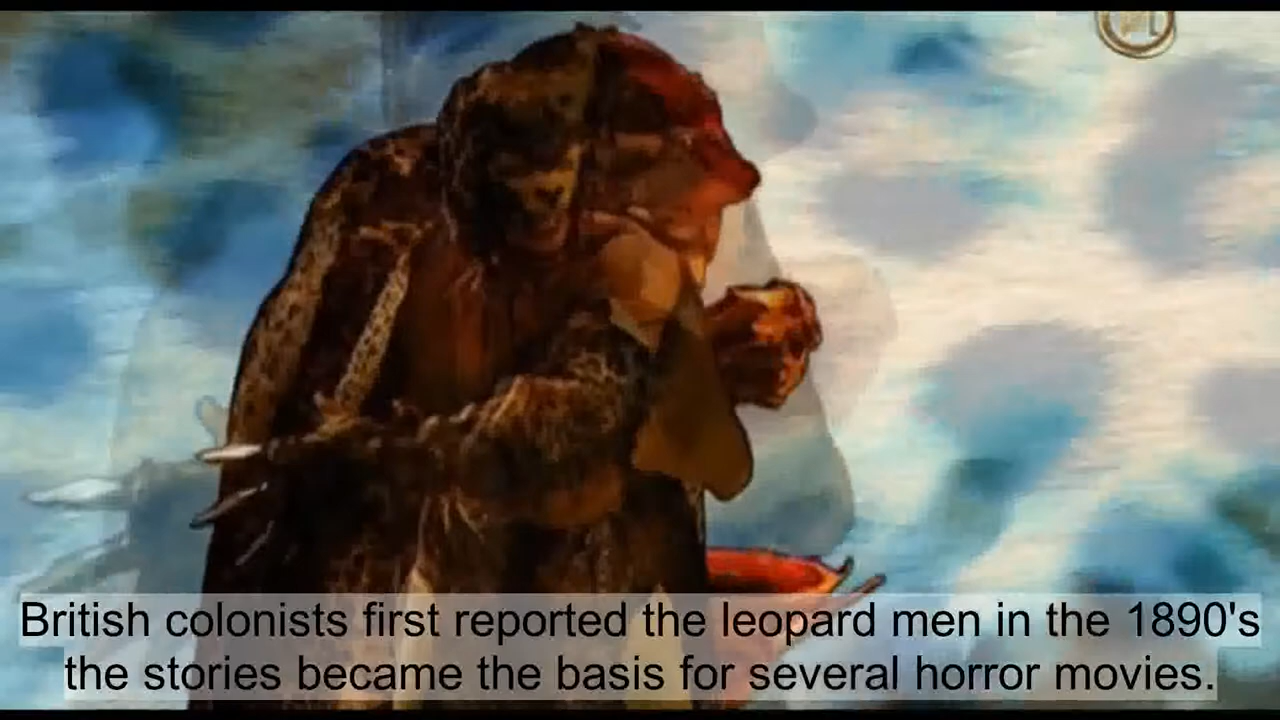 British colonists first reported the leopard men in the 1890's
the stories became the basis for several horror movies.